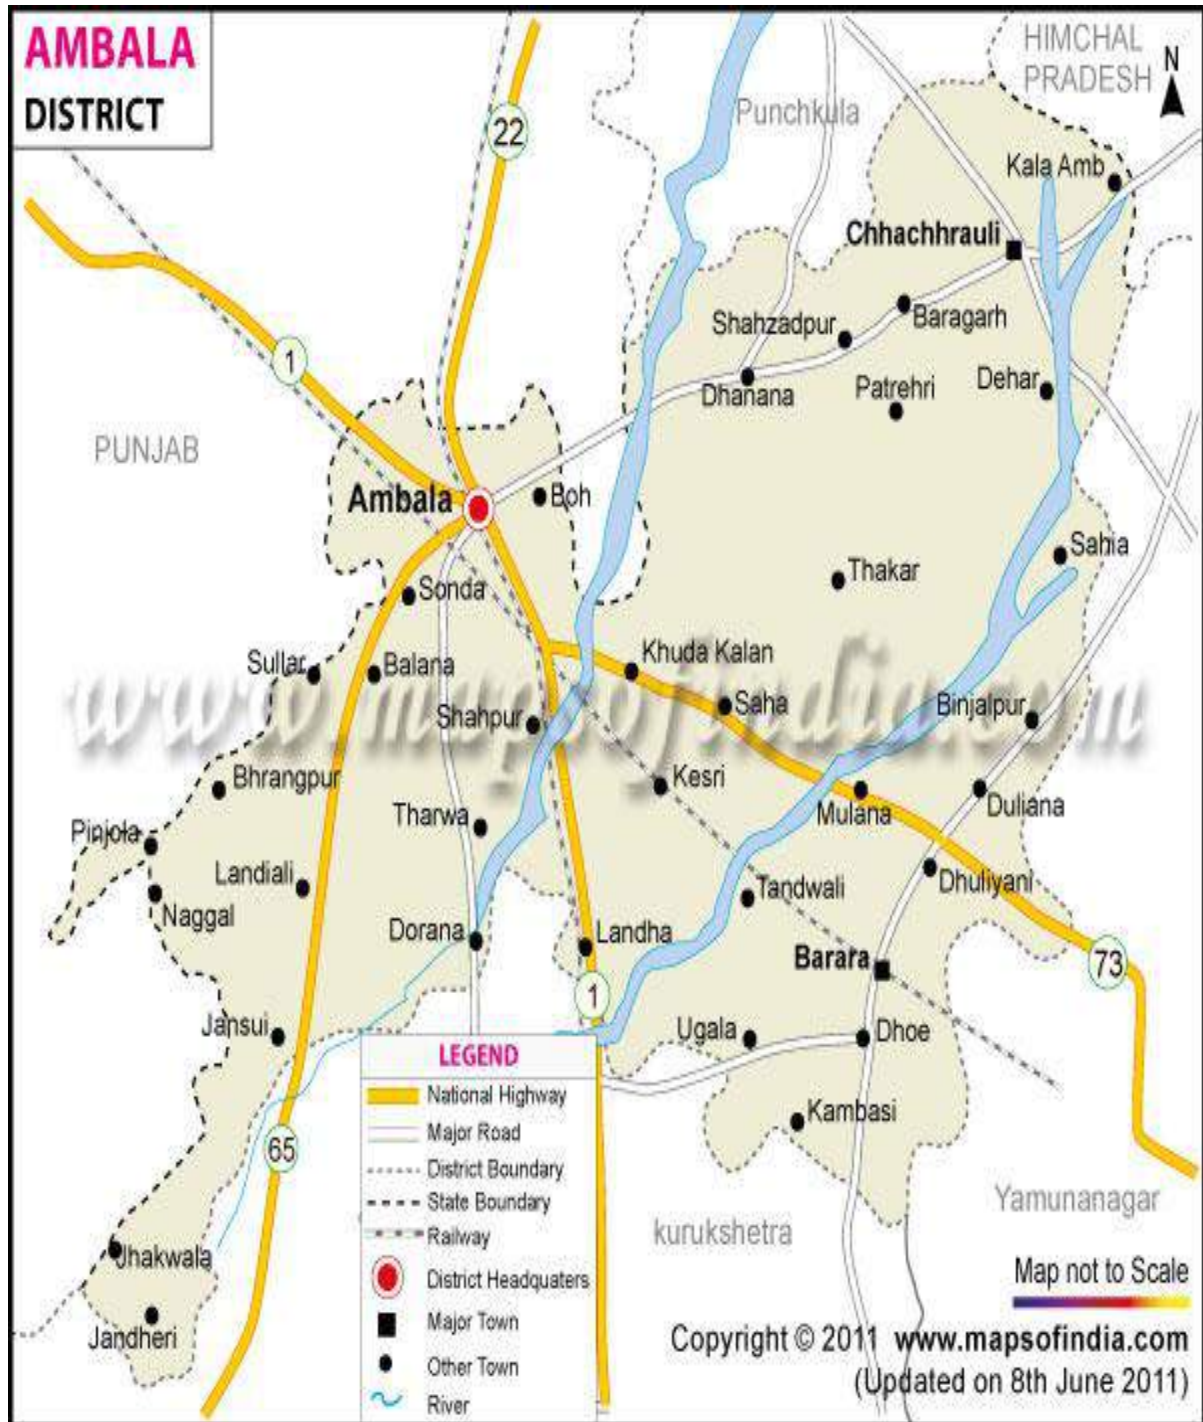 AMBALA
DISTRICT
HIMCHAL
PRADESH
N
22
Punchkula
Kala Amb
Chhachhrauli
Baragarh
Shahzadpur
1
Dhanana
Patrehri
Dehar
PUNJAB
Ambala
Boh
Sahia
Thakar
Sonda
Khuda Kalan
Sullar
Balana
Saha
Binjalpur
Shahpur
www.mapsofindia.com
Bhrangpur
Kesri
Mulana
Duliana
Tharwa
Pinjola
Landiali
Tandwali
Dhuliyani
Naggal
Dorana
Landha
Barara
73
1
Jansui
Ugala
Dhoe
Kambasi
65
LEGEND
National Highway
Major Road
District Boundary
State Boundary
Railway
District Headquaters
Major Town
Other Town
River
Jhakwala
Jandheri
kurukshetra
Yamunanagar
Map not to Scale
Copyright © 2011 www.mapsofindia.com
(Updated on 8th June 2011)